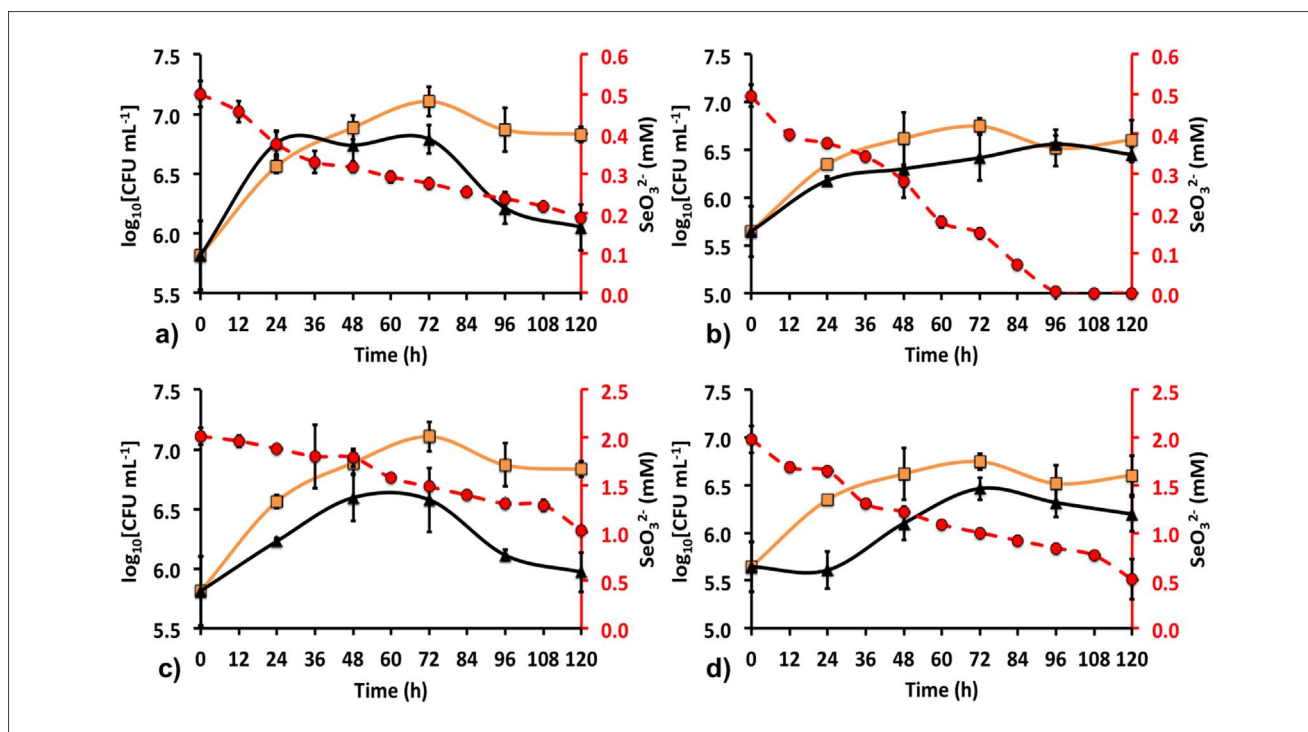 7.5 0.6 7.5 0.6
7.0 0.5 7.0 0.5
6.5 0.4 6.5 0.4
0.3 6.0 0.3
6.0 0.2 5.5 0.2
0.1 0.1
5.5 0.0 5.0 0.0
log₁₀[CFU mL⁻¹]
SeO₃²⁻ (mM)
log₁₀[CFU mL⁻¹]
SeO₃²⁻ (mM)
0 12 24 36 48 60 72 84 96 108 120
a) Time (h)
0 12 24 36 48 60 72 84 96 108 120
b) Time (h)
7.5 2.5 7.5 2.5
7.0 2.0 7.0 2.0
6.5 1.5 6.5 1.5
6.0 1.0 6.0 1.0
0.5 5.5 0.5
5.5 0.0 5.0 0.0
log₁₀[CFU mL⁻¹]
SeO₃²⁻ (mM)
log₁₀[CFU mL⁻¹]
SeO₃²⁻ (mM)
0 12 24 36 48 60 72 84 96 108 120
c) Time (h)
0 12 24 36 48 60 72 84 96 108 120
d) Time (h)